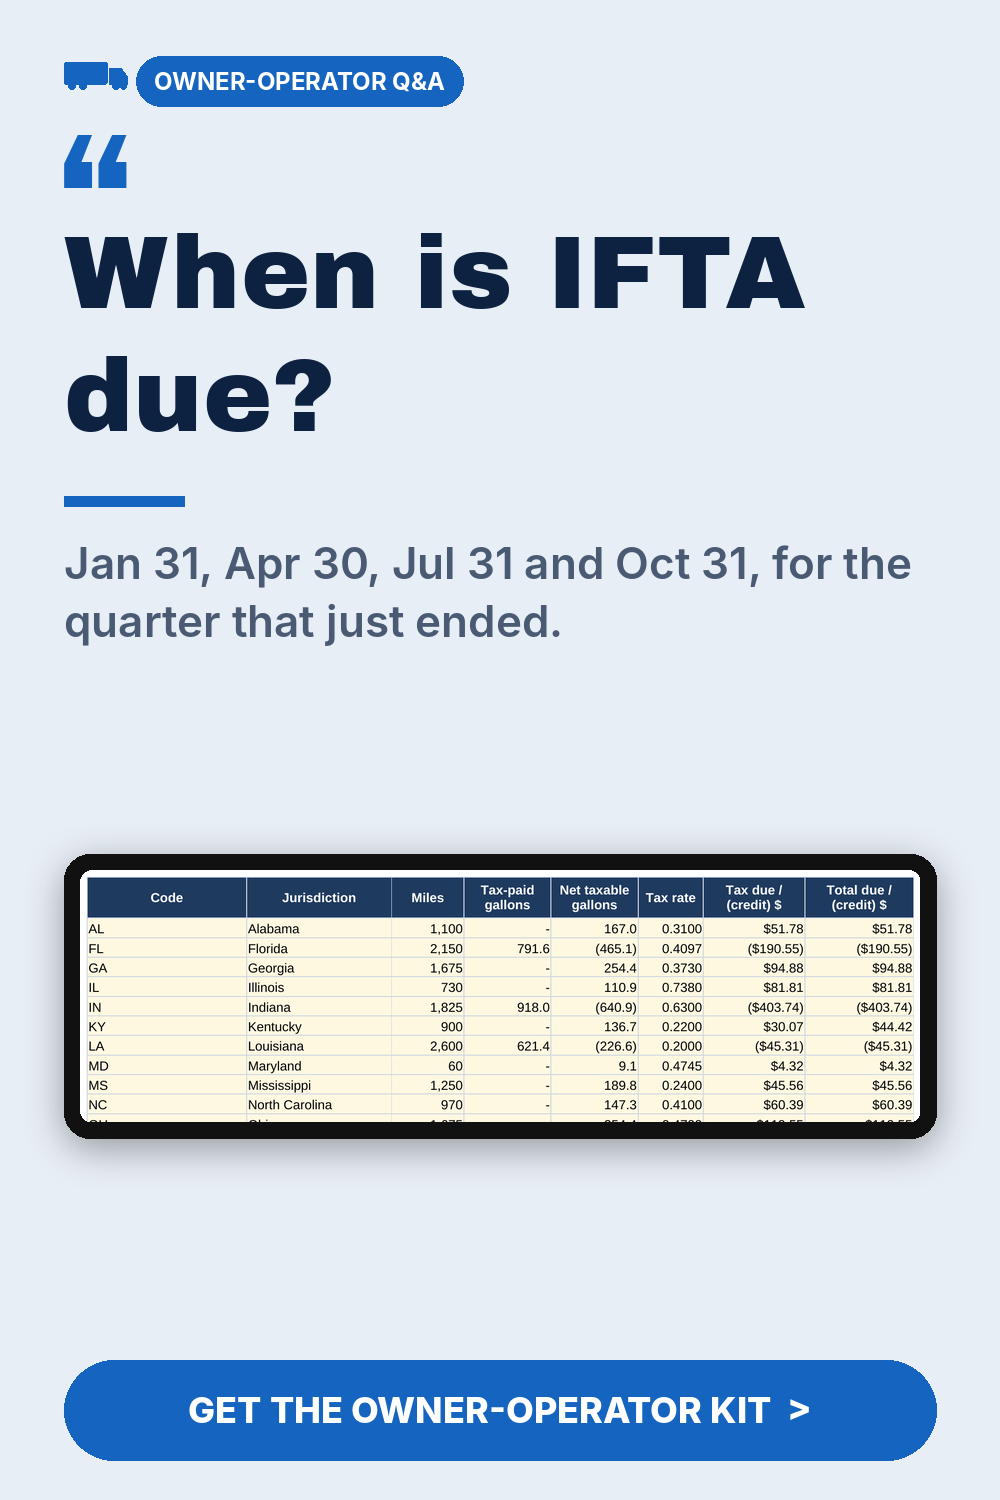 OWNER-OPERATOR Q&A
“
When is IFTA
due?
Jan 31, Apr 30, Jul 31 and Oct 31, for the
quarter that just ended.
Code Jurisdiction Miles Tax-paid gallons Net taxable gallons Tax rate Tax due / (credit) $ Total due / (credit) $
AL Alabama 1,100 - 167.0 0.3100 $51.78 $51.78
FL Florida 2,150 791.6 (465.1) 0.4097 ($190.55) ($190.55)
GA Georgia 1,675 - 254.4 0.3730 $94.88 $94.88
IL Illinois 730 - 110.9 0.7380 $81.81 $81.81
IN Indiana 1,825 918.0 (640.9) 0.6300 ($403.74) ($403.74)
KY Kentucky 900 - 136.7 0.2200 $30.07 $44.42
LA Louisiana 2,600 621.4 (226.6) 0.2000 ($45.31) ($45.31)
MD Maryland 60 - 9.1 0.4745 $4.32 $4.32
MS Mississippi 1,250 - 189.8 0.2400 $45.56 $45.56
NC North Carolina 970 - 147.3 0.4100 $60.39 $60.39
GET THE OWNER-OPERATOR KIT >